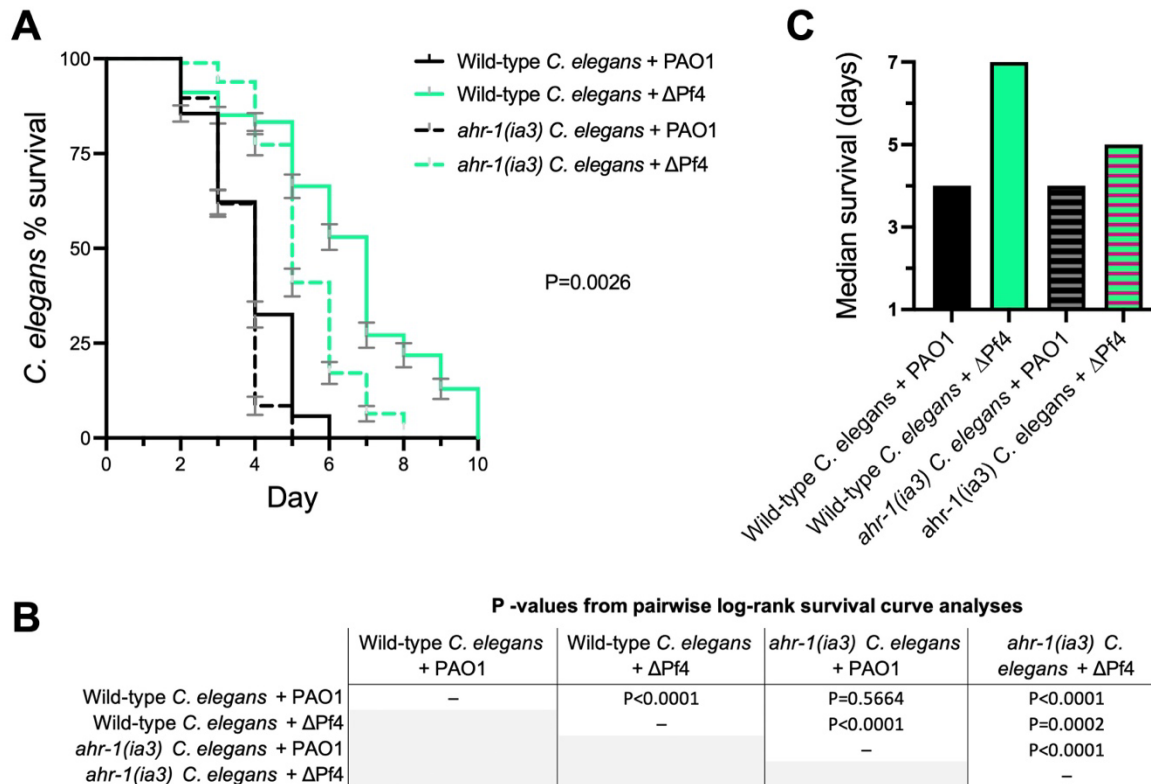 A
C. elegans % survival
100
75
50
25
0
0
2
4
6
8
10
Day
Wild-type C. elegans + PAO1
Wild-type C. elegans + ΔPf4
ahr-1(ia3) C. elegans + PAO1
ahr-1(ia3) C. elegans + ΔPf4
P=0.0026
C
Median survival (days)
7
5
3
1
Wild-type C. elegans + PAO1
Wild-type C. elegans + ΔPf4
ahr-1(ia3) C. elegans + PAO1
ahr-1(ia3) C. elegans + ΔPf4
B
P -values from pairwise log-rank survival curve analyses
Wild-type C. elegans
+ PAO1
Wild-type C. elegans
+ ΔPf4
ahr-1(ia3) C. elegans
+ PAO1
ahr-1(ia3) C.
elegans + ΔPf4
Wild-type C. elegans + PAO1 – P<0.0001 P=0.5664 P<0.0001
Wild-type C. elegans + ΔPf4 – P<0.0001 P=0.0002
ahr-1(ia3) C. elegans + PAO1 – P<0.0001
ahr-1(ia3) C. elegans + ΔPf4 –